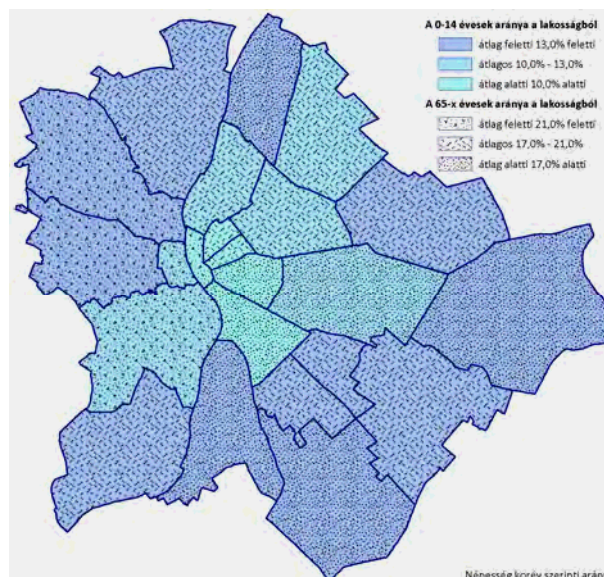 A 0-14 évesek aránya a lakosságból
átlag feletti 13,0% feletti
átlagos 10,0% - 13,0%
átlag alatti 10,0% alatti
A 65-x évesek aránya a lakosságból
átlag feletti 21,0% feletti
átlagos 17,0% - 21,0%
átlag alatti 17,0% alatti
Népesség korév szerinti arán